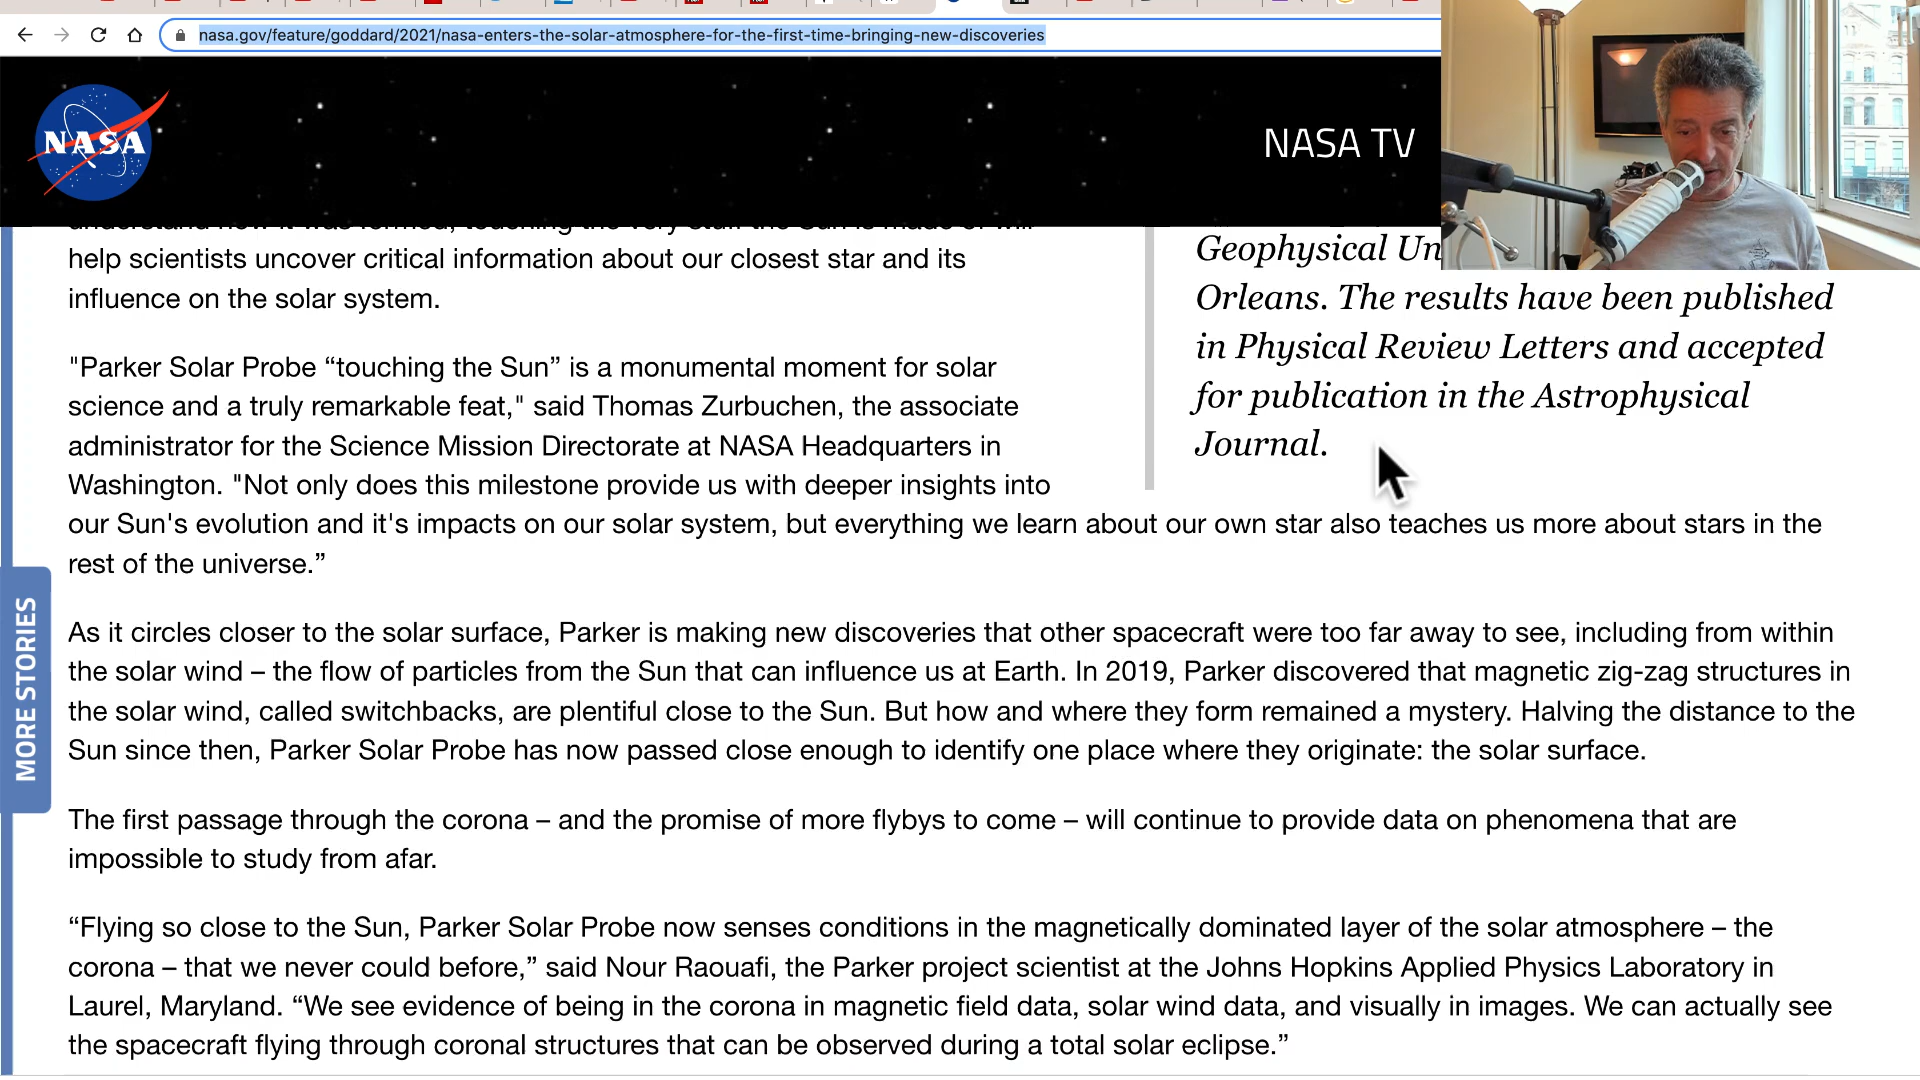 nasa.gov/feature/goddard/2021/nasa-enters-the-solar-atmosphere-for-the-first-time-bringing-new-discoveries
NASA
NASA TV
help scientists uncover critical information about our closest star and its
influence on the solar system.
Geophysical Un
Orleans. The results have been published
in Physical Review Letters and accepted
for publication in the Astrophysical
Journal.
"Parker Solar Probe “touching the Sun” is a monumental moment for solar
science and a truly remarkable feat," said Thomas Zurbuchen, the associate
administrator for the Science Mission Directorate at NASA Headquarters in
Washington. "Not only does this milestone provide us with deeper insights into
our Sun's evolution and it's impacts on our solar system, but everything we learn about our own star also teaches us more about stars in the
rest of the universe.”
MORE STORIES
As it circles closer to the solar surface, Parker is making new discoveries that other spacecraft were too far away to see, including from within
the solar wind – the flow of particles from the Sun that can influence us at Earth. In 2019, Parker discovered that magnetic zig-zag structures in
the solar wind, called switchbacks, are plentiful close to the Sun. But how and where they form remained a mystery. Halving the distance to the
Sun since then, Parker Solar Probe has now passed close enough to identify one place where they originate: the solar surface.
The first passage through the corona – and the promise of more flybys to come – will continue to provide data on phenomena that are
impossible to study from afar.
“Flying so close to the Sun, Parker Solar Probe now senses conditions in the magnetically dominated layer of the solar atmosphere – the
corona – that we never could before,” said Nour Raouafi, the Parker project scientist at the Johns Hopkins Applied Physics Laboratory in
Laurel, Maryland. “We see evidence of being in the corona in magnetic field data, solar wind data, and visually in images. We can actually see
the spacecraft flying through coronal structures that can be observed during a total solar eclipse.”